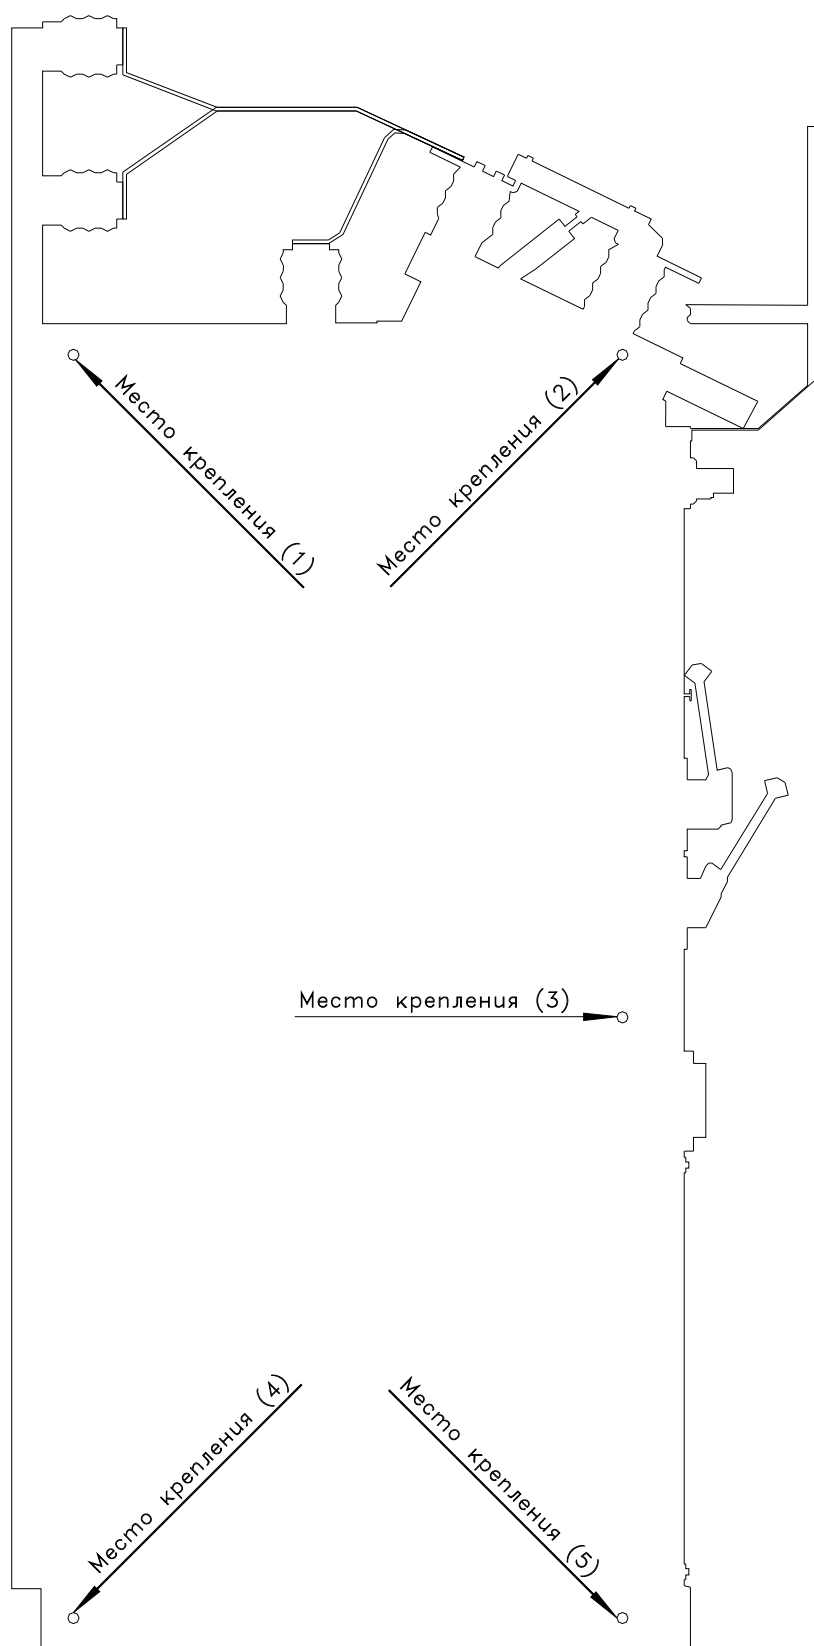 Место крепления (1)
Место крепления (2)
Место крепления (3)
Место крепления (4)
Место крепления (5)